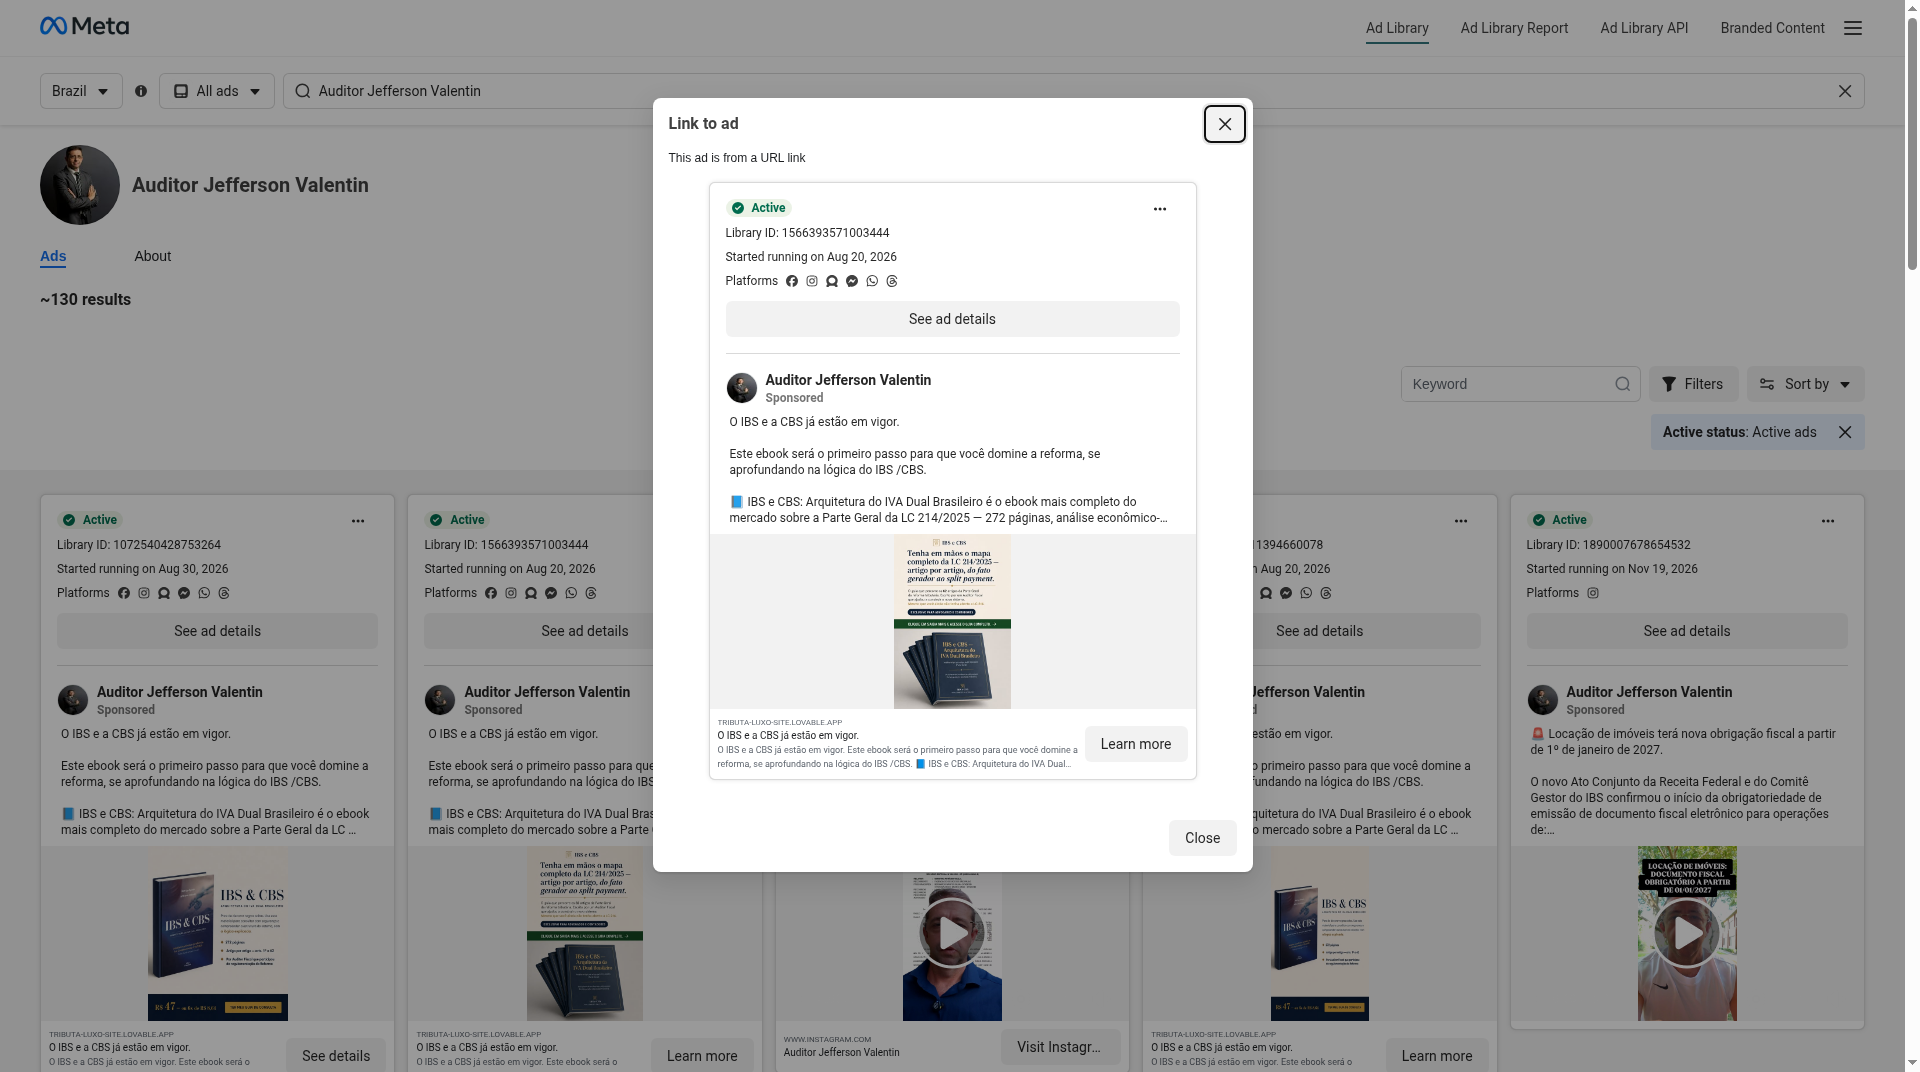 Meta
Ad Library
Ad Library Report
Ad Library API
Branded Content
Brazil
All ads
Auditor Jefferson Valentin
Auditor Jefferson Valentin
Ads
About
~130 results
Keyword
Filters
Sort by
Active status: Active ads
Link to ad
This ad is from a URL link
Active
Library ID: 1566393571003444
Started running on Aug 20, 2026
Platforms
See ad details
Auditor Jefferson Valentin
Sponsored
O IBS e a CBS já estão em vigor.
Este ebook será o primeiro passo para que você domine a reforma, se
aprofundando na lógica do IBS /CBS.
📘 IBS e CBS: Arquitetura do IVA Dual Brasileiro é o ebook mais completo do
mercado sobre a Parte Geral da LC 214/2025 — 272 páginas, análise econômico-...
IBS e CBS
Tenha em mãos o mapa
completo da LC 214/2025—
artigo por artigo, do fato
gerador ao split payment.
IBS e CBS
Arquitetura do
IVA Dual Brasileiro
TRIBUTA-LUXO-SITE.LOVABLE.APP
O IBS e a CBS já estão em vigor.
O IBS e a CBS já estão em vigor. Este ebook será o primeiro passo para que você domine a
reforma, se aprofundando na lógica do IBS /CBS. 📘 IBS e CBS: Arquitetura do IVA Dual...
Learn more
Close
Active
Library ID: 1072540428753264
Started running on Aug 30, 2026
Platforms
See ad details
Auditor Jefferson Valentin
Sponsored
O IBS e a CBS já estão em vigor.
Este ebook será o primeiro passo para que você domine a
reforma, se aprofundando na lógica do IBS /CBS.
📘 IBS e CBS: Arquitetura do IVA Dual Brasileiro é o ebook
mais completo do mercado sobre a Parte Geral da LC ...
IBS & CBS
IBS & CBS
R$ 47
TRIBUTA-LUXO-SITE.LOVABLE.APP
O IBS e a CBS já estão em vigor.
O IBS e a CBS já estão em vigor. Este ebook será o
See details
Active
Library ID: 1566393571003444
Started running on Aug 20, 2026
Platforms
See ad details
Auditor Jefferson Valentin
Sponsored
O IBS e a CBS já estão em vigor.
Este ebook será o primeiro passo para que
reforma, se aprofundando na lógica do IBS
📘 IBS e CBS: Arquitetura do IVA Dual Bras
mais completo do mercado sobre a Parte
IBS e CBS
Tenha em mãos o mapa
completo da LC 214/2025—
artigo por artigo, do fato
gerador ao split payment.
TRIBUTA-LUXO-SITE.LOVABLE.APP
O IBS e a CBS já estão em vigor.
O IBS e a CBS já estão em vigor. Este ebook será o
Learn more
WWW.INSTAGRAM.COM
Auditor Jefferson Valentin
Visit Instagr...
1394660078
Aug 20, 2026
See ad details
Jefferson Valentin
estão em vigor.
primeiro passo para que você domine a
aprofundando na lógica do IBS /CBS.
quitetura do IVA Dual Brasileiro é o ebook
o mercado sobre a Parte Geral da LC ...
IBS & CBS
IBS & CBS
R$ 47
TRIBUTA-LUXO-SITE.LOVABLE.APP
O IBS e a CBS já estão em vigor.
O IBS e a CBS já estão em vigor. Este ebook será o
Learn more
Active
Library ID: 1890007678654532
Started running on Nov 19, 2026
Platforms
See ad details
Auditor Jefferson Valentin
Sponsored
🚨 Locação de imóveis terá nova obrigação fiscal a partir
de 1º de janeiro de 2027.
O novo Ato Conjunto da Receita Federal e do Comitê
Gestor do IBS confirmou o início da obrigatoriedade de
emissão de documento fiscal eletrônico para operações
de:...
LOCAÇÃO DE IMÓVEIS:
DOCUMENTO FISCAL
OBRIGATÓRIO A PARTIR
DE 01/01/2027